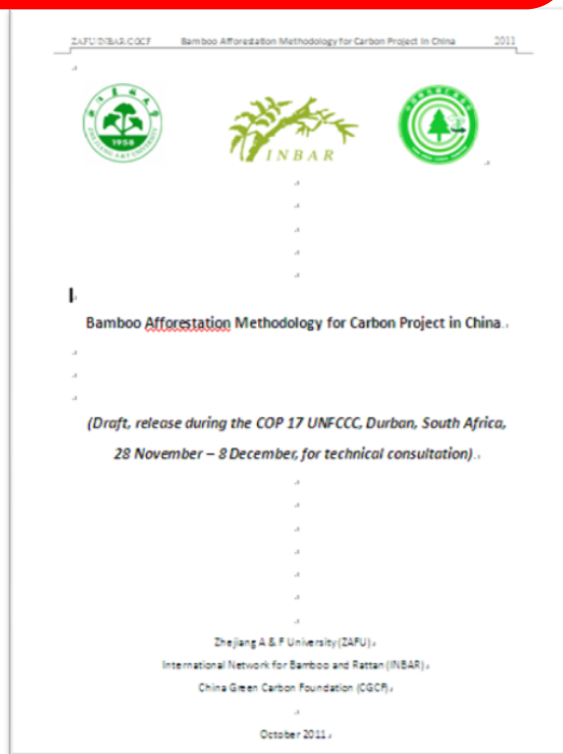 ZAFU/INBAR/CGCF Bamboo Afforestation Methodology for Carbon Project in China 2011
1958
INBAR
Bamboo Afforestation Methodology for Carbon Project in China
(Draft, release during the COP 17 UNFCCC, Durban, South Africa,
28 November – 8 December, for technical consultation)
Zhejiang A & F University (ZAFU)
International Network for Bamboo and Rattan (INBAR)
China Green Carbon Foundation (CGCF)
October 2011